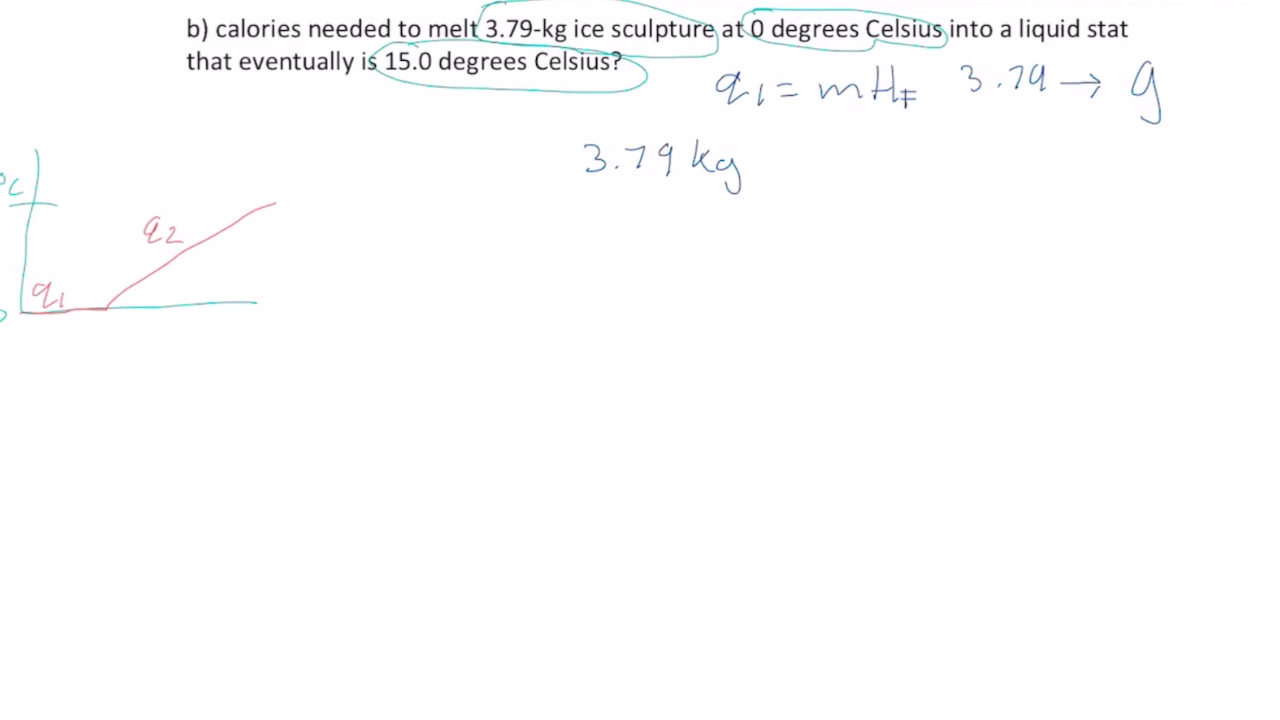 b) calories needed to melt 3.79-kg ice sculpture at 0 degrees Celsius into a liquid stat
that eventually is 15.0 degrees Celsius?
q₁ = mHF 3.79 → g
3.79 kg
°C
q₂
q₁